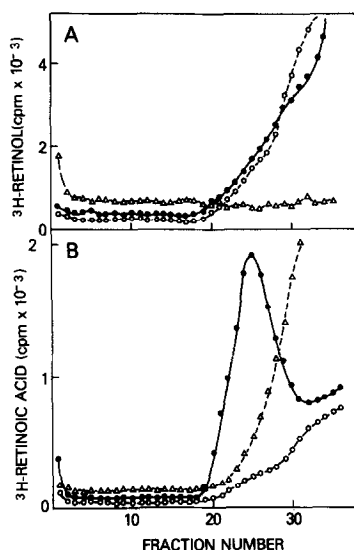 A
³H-RETINOL(cpm x 10⁻³)
4
2
0
B
³H-RETINOIC ACID (cpm x 10⁻³)
2
1
0
10
20
30
FRACTION NUMBER